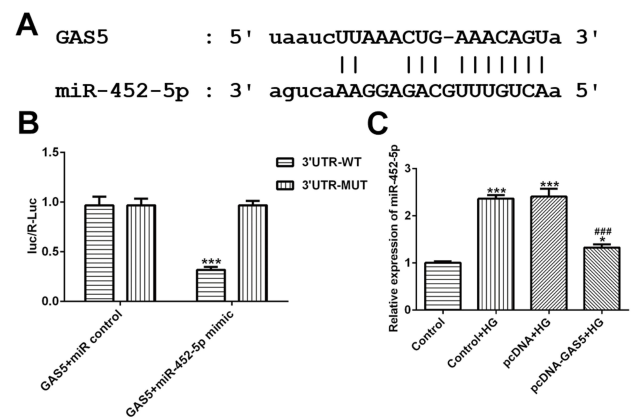 A
GAS5 : 5' uaaucUUAAACUG-AAACAGUa 3'
miR-452-5p : 3' agucaAAGGAGACGUUUGUCAa 5'
B
luc/R-Luc
1.5
1.0
0.5
0.0
***
3'UTR-WT
3'UTR-MUT
GAS5+miR control
GAS5+miR-452-5p mimic
C
Relative expression of miR-452-5p
3
2
1
0
***
***
###
*
Control
Control+HG
pcDNA+HG
pcDNA-GAS5+HG